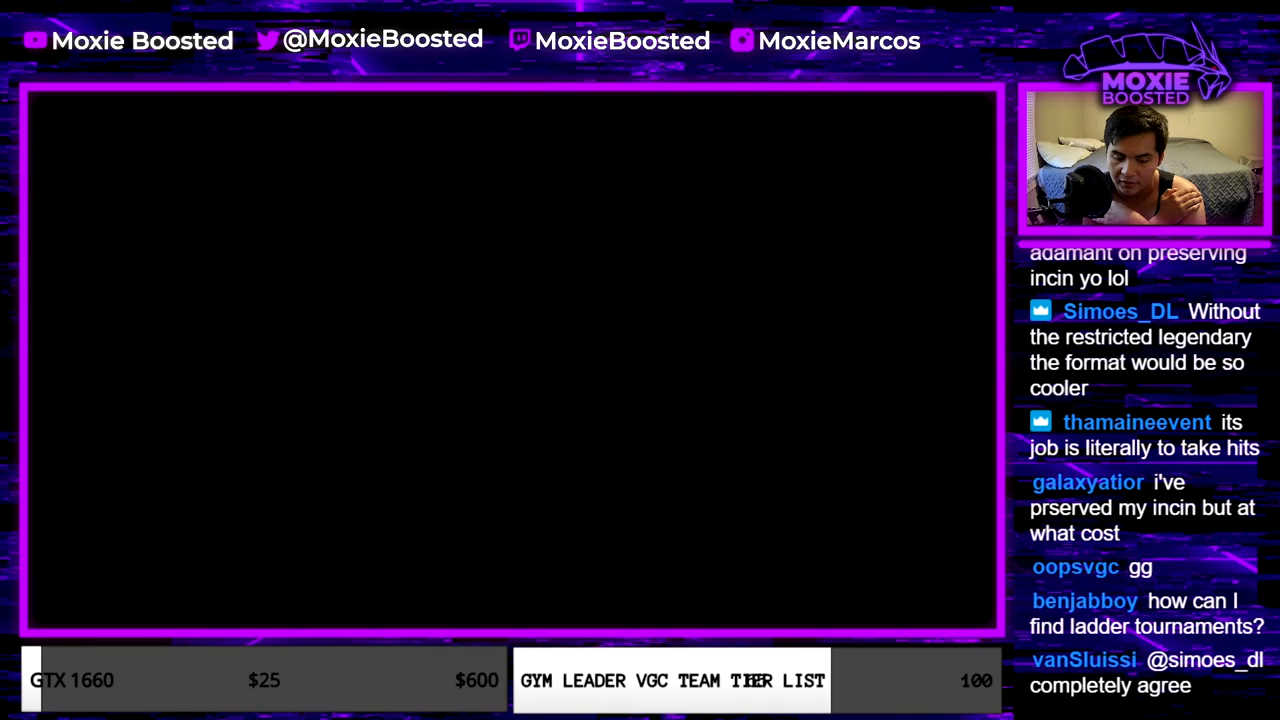 Moxie Boosted @MoxieBoosted MoxieBoosted MoxieMarcos
MOXIE
BOOSTED
adamant on preserving
incin yo lol
Simoes_DL Without
the restricted legendary
the format would be so
cooler
thamaineevent its
job is literally to take hits
galaxyatior i've
prserved my incin but at
what cost
oopsvgc gg
benjabboy how can I
find ladder tournaments?
vanSluissi @simoes_dl
completely agree
GTX 1660 $25 $600
GYM LEADER VGC TEAM TIER LIST 100